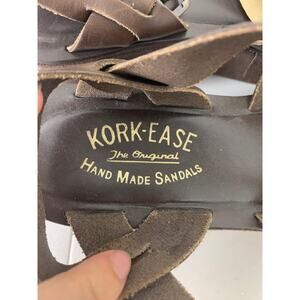 KORK-EASE
The Original
HAND MADE SANDALS